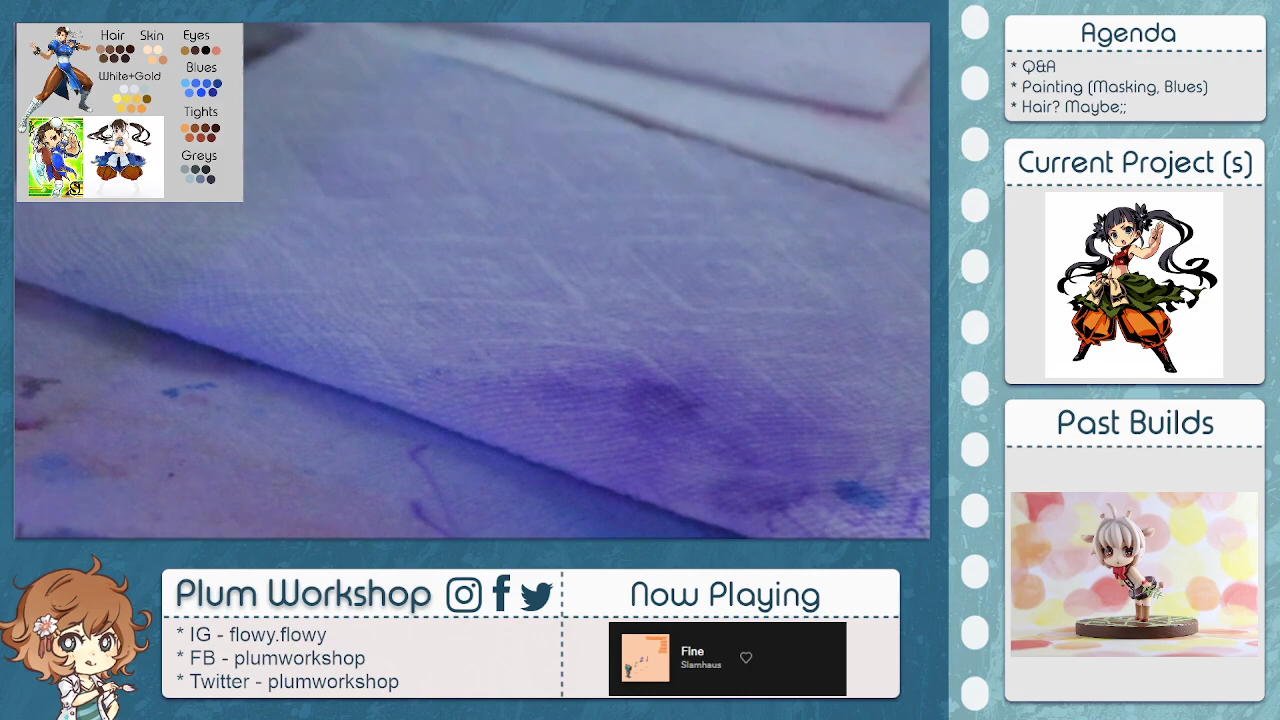 Hair Skin Eyes
White+Gold
Blues
Tights
Greys
Agenda
* Q&A
* Painting (Masking, Blues)
* Hair? Maybe;;
Current Project (s)
Past Builds
Plum Workshop
* IG - flowy.flowy
* FB - plumworkshop
* Twitter - plumworkshop
Now Playing
FIne
Slamhaus